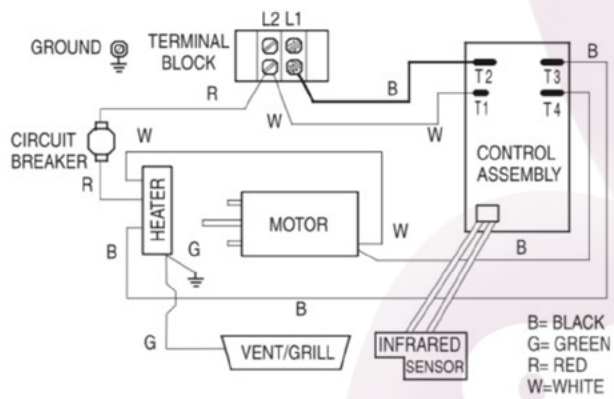 L2 L1
GROUND
TERMINAL
BLOCK
B
T2 T3
T1 T4
R
B
W
W
CIRCUIT
BREAKER
W
CONTROL
ASSEMBLY
R
HEATER
MOTOR
W
B
G
B
B
G
VENT/GRILL
INFRARED
SENSOR
B= BLACK
G= GREEN
R= RED
W=WHITE